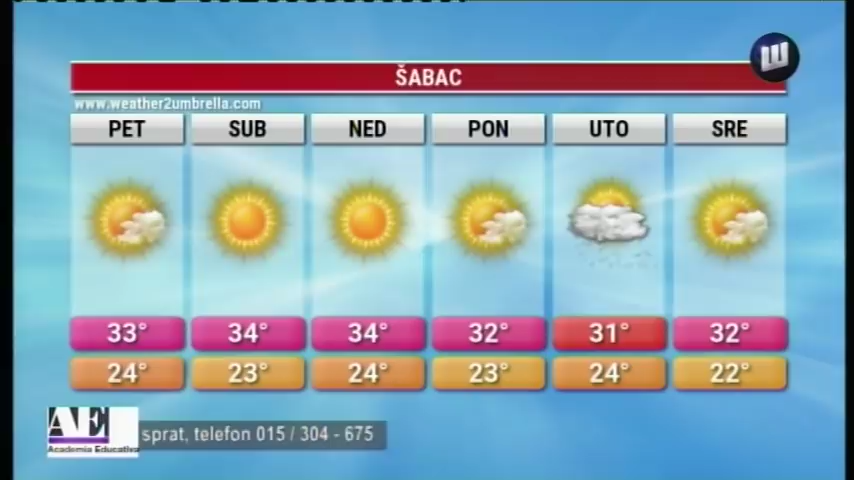 ŠABAC
www.weather2umbrella.com
PET SUB NED PON UTO SRE
33° 34° 34° 32° 31° 32°
24° 23° 24° 23° 24° 22°
AE
Academia Educativa
sprat, telefon 015 / 304 - 675